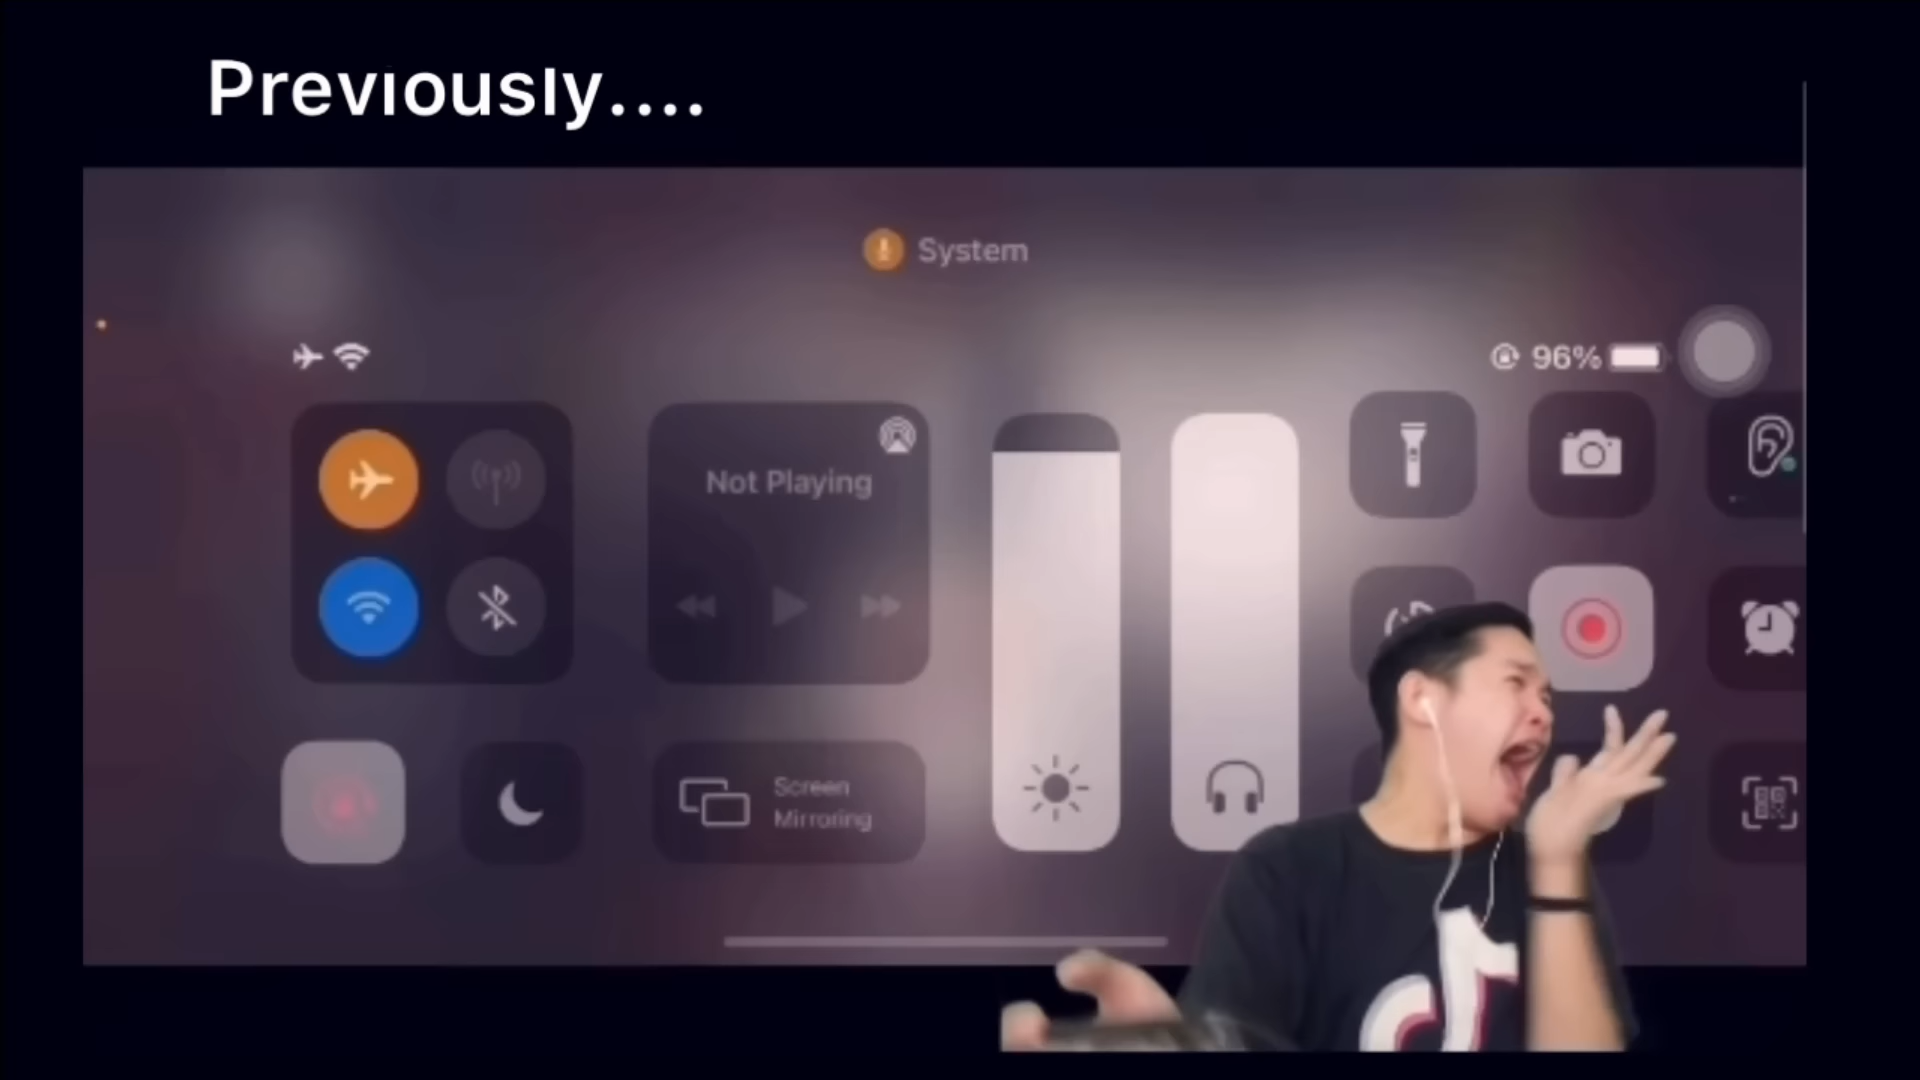 Previously....
System
96%
Not Playing
Screen
Mirroring